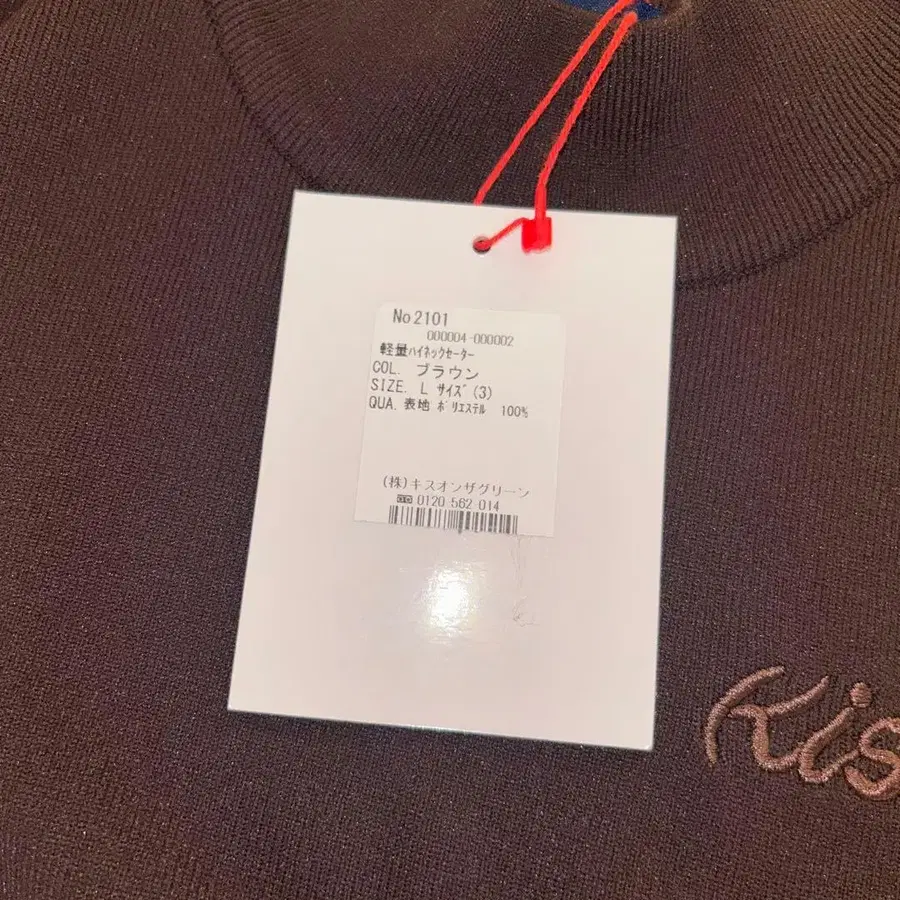 No2101
000004-000002
軽量ﾊｲﾈｯｸｾｰﾀｰ
COL. ブラウン
SIZE. L ｻｲｽﾞ(3)
QUA. 表地 ﾎﾟﾘｴｽﾃﾙ 100%
(株)キスオンザグリーン
0120 562 014
Kis